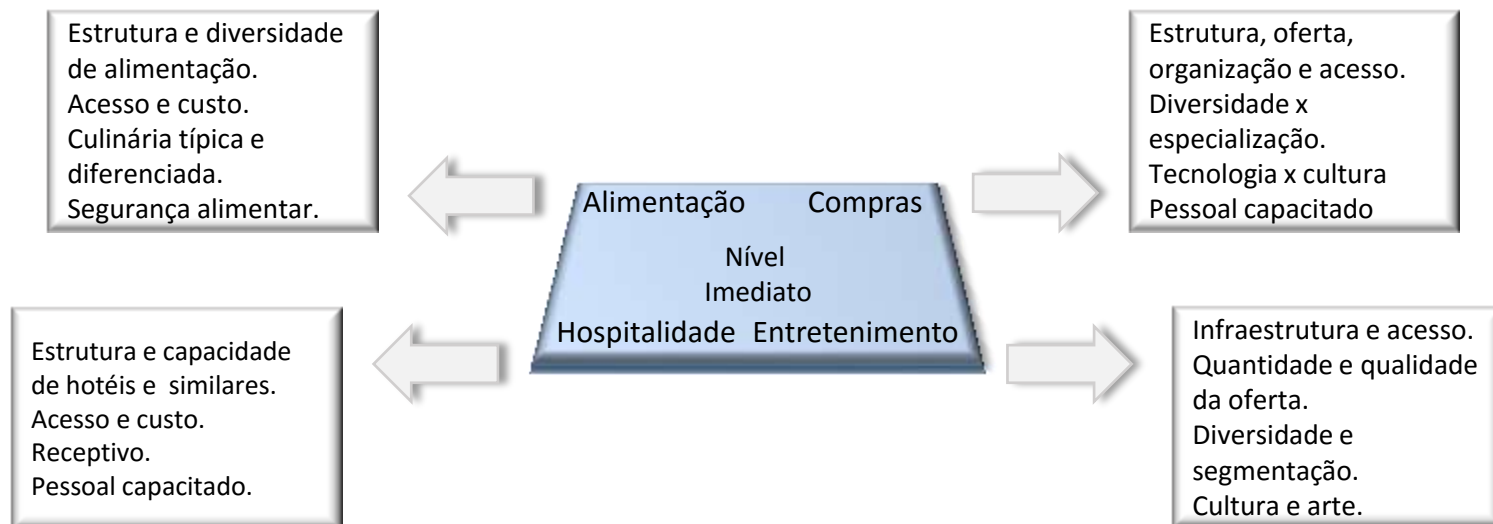 Estrutura e diversidade
de alimentação.
Acesso e custo.
Culinária típica e
diferenciada.
Segurança alimentar.
Estrutura, oferta,
organização e acesso.
Diversidade x
especialização.
Tecnologia x cultura
Pessoal capacitado
Alimentação Compras
Nível
Imediato
Hospitalidade Entretenimento
Estrutura e capacidade
de hotéis e similares.
Acesso e custo.
Receptivo.
Pessoal capacitado.
Infraestrutura e acesso.
Quantidade e qualidade
da oferta.
Diversidade e
segmentação.
Cultura e arte.